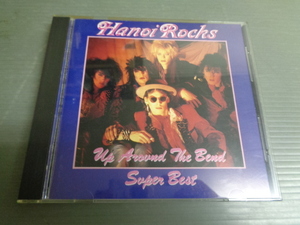 Hanoi Rocks
Up Around The Bend
Super Best